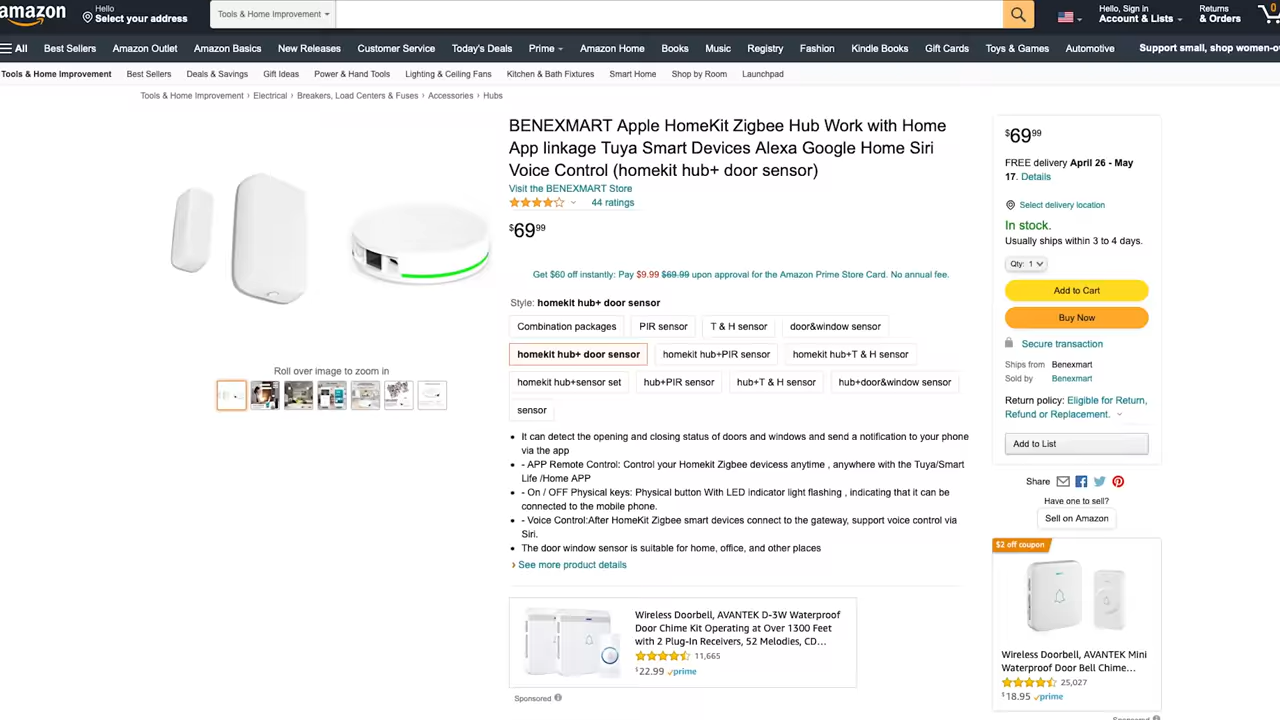 amazon
Hello
Select your address
Tools & Home Improvement
Hello, Sign in
Account & Lists
Returns
& Orders
0
All
Best Sellers
Amazon Outlet
Amazon Basics
New Releases
Customer Service
Today's Deals
Prime
Amazon Home
Books
Music
Registry
Fashion
Kindle Books
Gift Cards
Toys & Games
Automotive
Support small, shop women-o
Tools & Home Improvement
Best Sellers
Deals & Savings
Gift Ideas
Power & Hand Tools
Lighting & Ceiling Fans
Kitchen & Bath Fixtures
Smart Home
Shop by Room
Launchpad
Tools & Home Improvement › Electrical › Breakers, Load Centers & Fuses › Accessories › Hubs
Roll over image to zoom in
BENEXMART Apple HomeKit Zigbee Hub Work with Home
App linkage Tuya Smart Devices Alexa Google Home Siri
Voice Control (homekit hub+ door sensor)
Visit the BENEXMART Store
44 ratings
$69.99
Get $60 off instantly: Pay $9.99 $69.99 upon approval for the Amazon Prime Store Card. No annual fee.
Style: homekit hub+ door sensor
Combination packages
PIR sensor
T & H sensor
door&window sensor
homekit hub+ door sensor
homekit hub+PIR sensor
homekit hub+T & H sensor
homekit hub+sensor set
hub+PIR sensor
hub+T & H sensor
hub+door&window sensor
sensor
• It can detect the opening and closing status of doors and windows and send a notification to your phone
via the app
• - APP Remote Control: Control your Homekit Zigbee devicess anytime , anywhere with the Tuya/Smart
Life /Home APP
• - On / OFF Physical keys: Physical button With LED indicator light flashing , indicating that it can be
connected to the mobile phone.
• - Voice Control:After HomeKit Zigbee smart devices connect to the gateway, support voice control via
Siri.
• The door window sensor is suitable for home, office, and other places
› See more product details
Wireless Doorbell, AVANTEK D-3W Waterproof
Door Chime Kit Operating at Over 1300 Feet
with 2 Plug-In Receivers, 52 Melodies, CD...
11,665
$22.99 prime
Sponsored
$69.99
FREE delivery April 26 - May
17. Details
Select delivery location
In stock.
Usually ships within 3 to 4 days.
Qty: 1
Add to Cart
Buy Now
Secure transaction
Ships from Benexmart
Sold by Benexmart
Return policy: Eligible for Return,
Refund or Replacement.
Add to List
Share
Have one to sell?
Sell on Amazon
$2 off coupon
Wireless Doorbell, AVANTEK Mini
Waterproof Door Bell Chime...
25,027
$18.95 prime
Sponsored